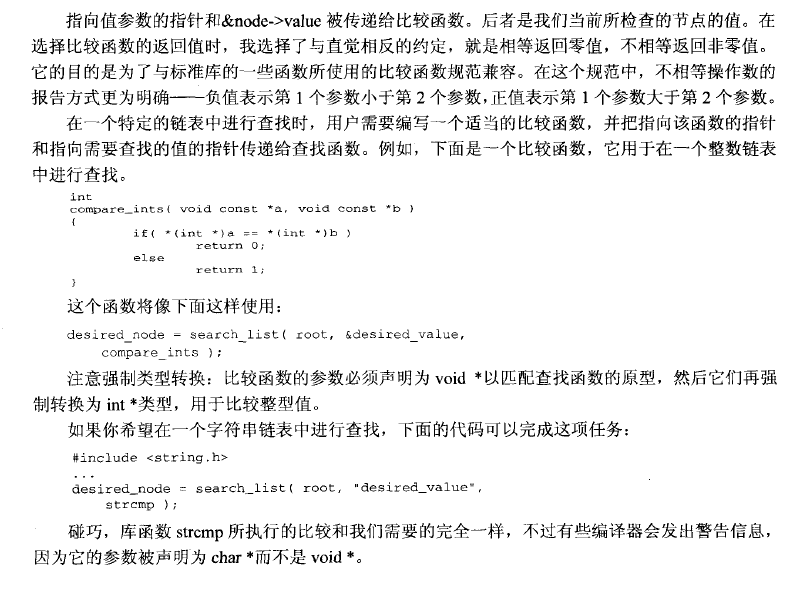 指向值参数的指针和&node->value 被传递给比较函数。后者是我们当前所检查的节点的值。在
选择比较函数的返回值时，我选择了与直觉相反的约定，就是相等返回零值，不相等返回非零值。
它的目的是为了与标准库的一些函数所使用的比较函数规范兼容。在这个规范中，不相等操作数的
报告方式更为明确——负值表示第 1 个参数小于第 2 个参数，正值表示第 1 个参数大于第 2 个参数。
在一个特定的链表中进行查找时，用户需要编写一个适当的比较函数，并把指向该函数的指针
和指向需要查找的值的指针传递给查找函数。例如，下面是一个比较函数，它用于在一个整数链表
中进行查找。
int
compare_ints( void const *a, void const *b )
{
if( *(int *)a == *(int *)b )
return 0;
else
return 1;
}
这个函数将像下面这样使用：
desired_node = search_list( root, &desired_value,
compare_ints );
注意强制类型转换：比较函数的参数必须声明为 void *以匹配查找函数的原型，然后它们再强
制转换为 int *类型，用于比较整型值。
如果你希望在一个字符串链表中进行查找，下面的代码可以完成这项任务：
#include <string.h>
...
desired_node = search_list( root, "desired_value",
strcmp );
碰巧，库函数 strcmp 所执行的比较和我们需要的完全一样，不过有些编译器会发出警告信息，
因为它的参数被声明为 char *而不是 void *。